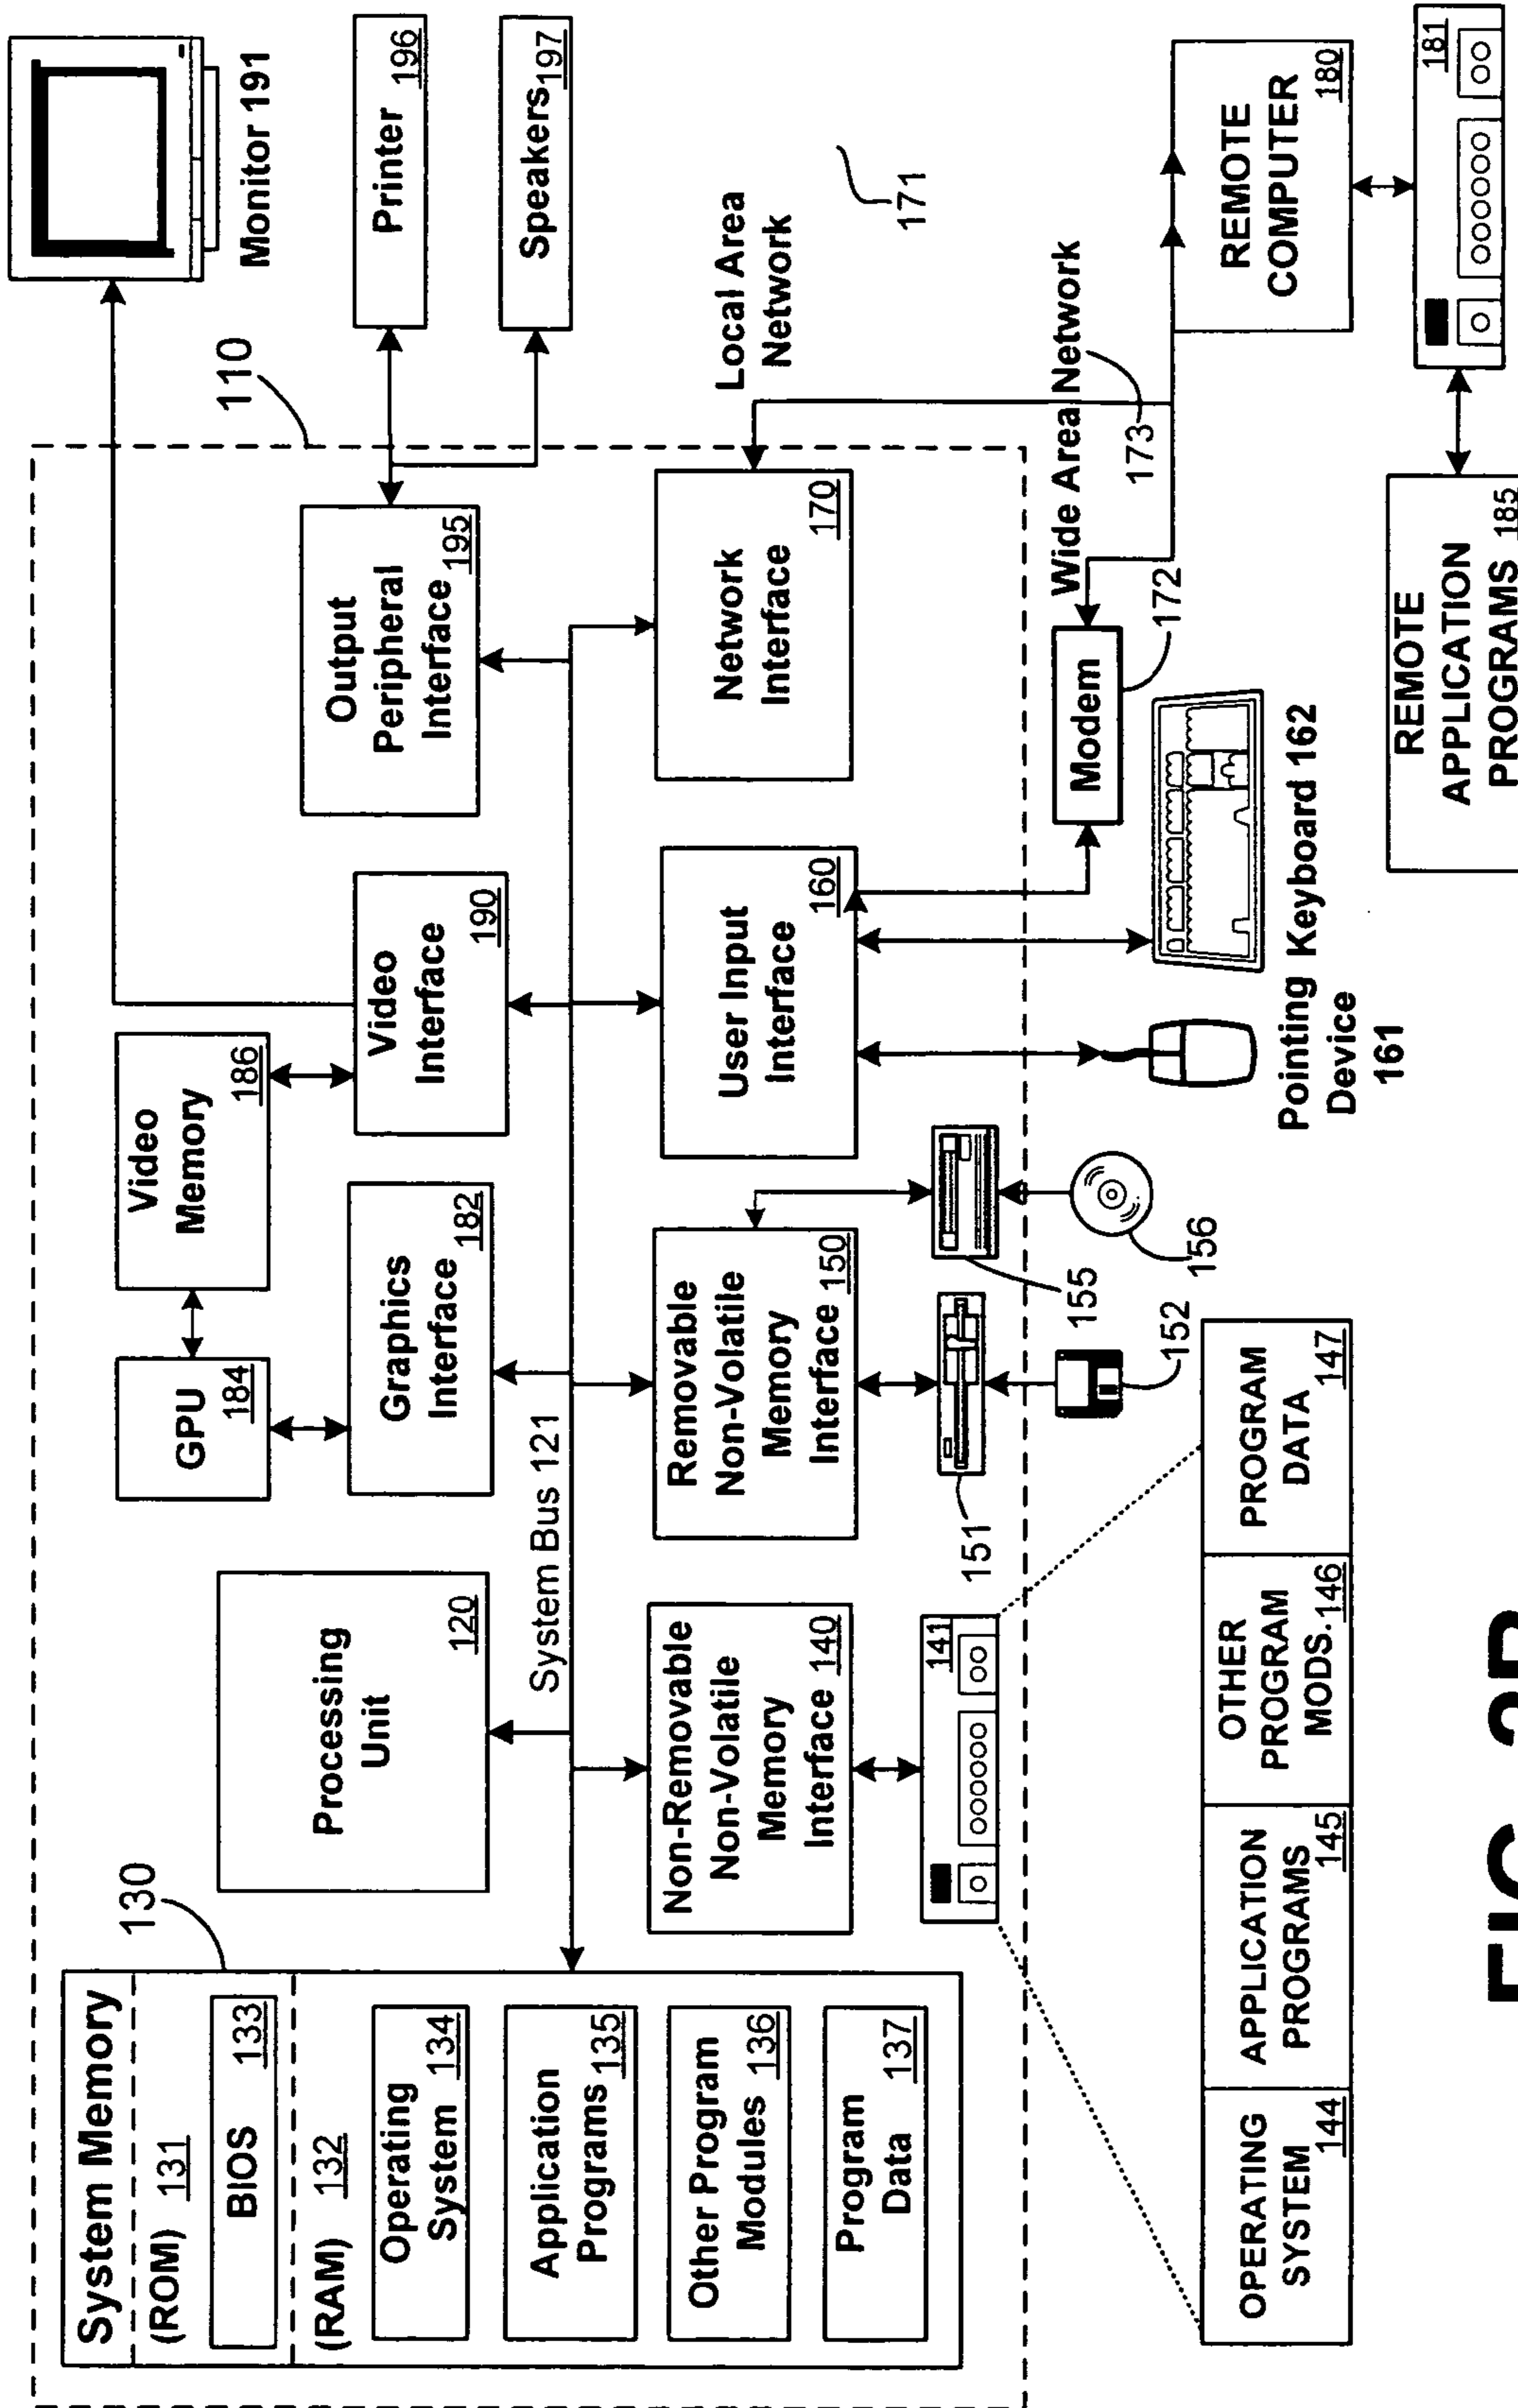 System Memory
(ROM) 131
BIOS 133
(RAM) 132
Operating
System 134
Application
Programs 135
Other Program
Modules 136
Program
Data 137
130
Processing
Unit
120
GPU
184
Video
Memory
186
Monitor 191
Graphics
Interface
182
Video
Interface
190
110
Output
Peripheral
Interface 195
Printer 196
Speakers 197
System Bus 121
Non-Removable
Non-Volatile
Memory
Interface 140
Removable
Non-Volatile
Memory
Interface 150
User Input
Interface
160
Network
Interface
170
Local Area
Network
171
141
151
152
155
156
Modem
172
Wide Area Network
173
Pointing
Device
161
Keyboard 162
REMOTE
COMPUTER
180
181
OPERATING
SYSTEM 144
APPLICATION
PROGRAMS 145
OTHER
PROGRAM
MODS. 146
PROGRAM
DATA 147
REMOTE
APPLICATION
PROGRAMS 185